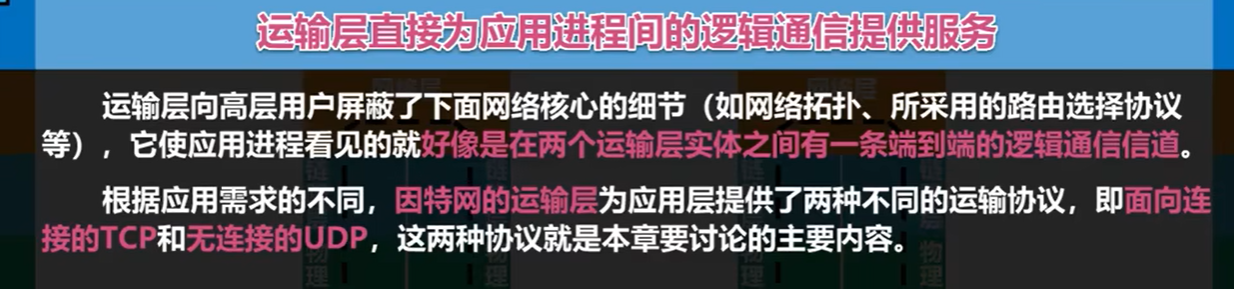 运输层直接为应用进程间的逻辑通信提供服务
运输层向高层用户屏蔽了下面网络核心的细节（如网络拓扑、所采用的路由选择协议
等），它使应用进程看见的就好像是在两个运输层实体之间有一条端到端的逻辑通信信道。
根据应用需求的不同，因特网的运输层为应用层提供了两种不同的运输协议，即面向连
接的TCP和无连接的UDP，这两种协议就是本章要讨论的主要内容。
物理
物理